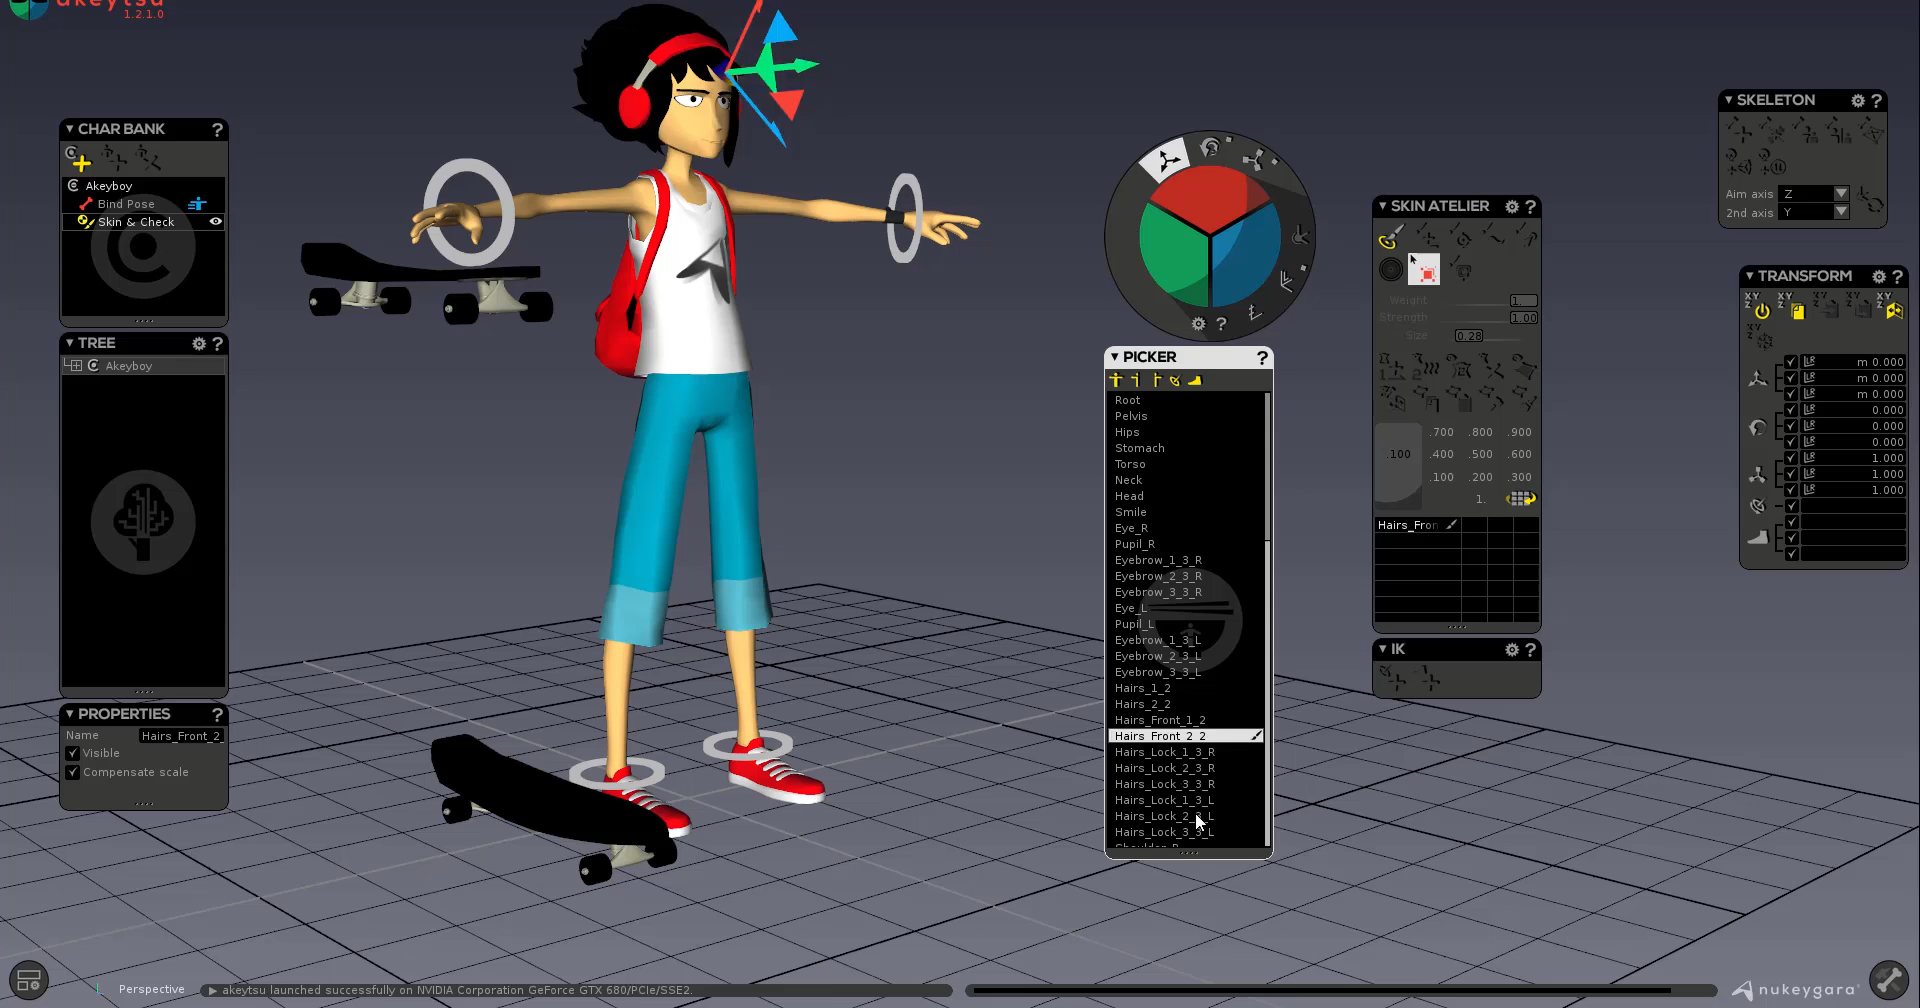 akeytsu
1.2.1.0
CHAR BANK ?
Akeyboy
Bind Pose
Skin & Check
TREE ?
Akeyboy
PROPERTIES ?
Name Hairs_Front_2
Visible
Compensate scale
?
PICKER ?
Root
Pelvis
Hips
Stomach
Torso
Neck
Head
Smile
Eye_R
Pupil_R
Eyebrow_1_3_R
Eyebrow_2_3_R
Eyebrow_3_3_R
Eye_L
Pupil_L
Eyebrow_1_3_L
Eyebrow_2_3_L
Eyebrow_3_3_L
Hairs_1_2
Hairs_2_2
Hairs_Front_1_2
Hairs_Front_2_2
Hairs_Lock_1_3_R
Hairs_Lock_2_3_R
Hairs_Lock_3_3_R
Hairs_Lock_1_3_L
Hairs_Lock_2_3_L
Hairs_Lock_3_3_L
SKIN ATELIER ?
Weight 1.
Strength 1.00
Size 0.28
.700 .800 .900
.100 .400 .500 .600
.100 .200 .300
1.
Hairs_Fron
IK ?
SKELETON ?
Aim axis Z
2nd axis Y
TRANSFORM ?
m 0.000
m 0.000
m 0.000
0.000
0.000
0.000
1.000
1.000
1.000
Perspective
akeytsu launched successfully on NVIDIA Corporation GeForce GTX 680/PCIe/SSE2.
nukeygara